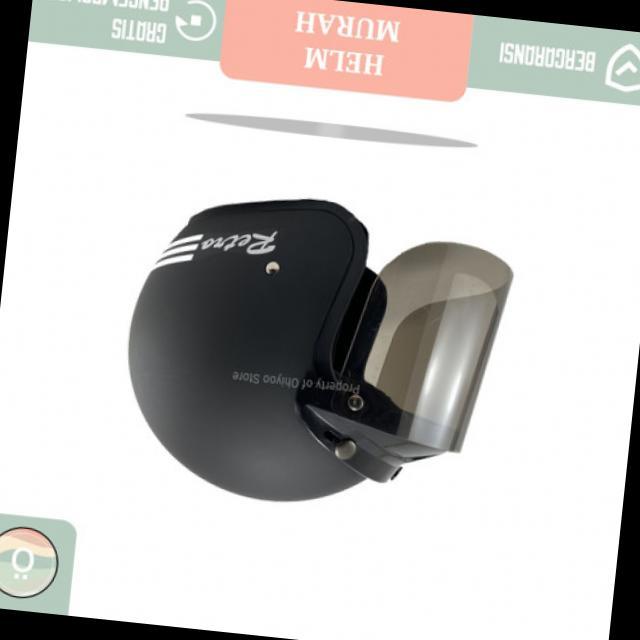 HELM
MURAH
BERGARANSI
GRATIS
Retro
Property of Ohiyoo Store
Ö